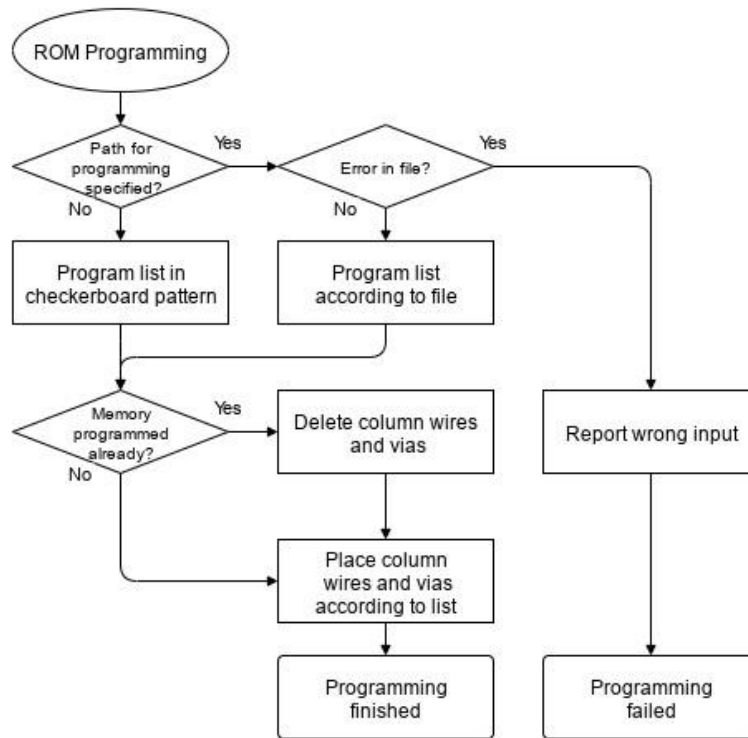 ROM Programming
Path for
programming
specified?
Yes
Error in file?
Yes
No
No
Program list in
checkerboard pattern
Program list
according to file
Memory
programmed
already?
Yes
Delete column wires
and vias
Report wrong input
No
Place column
wires and vias
according to list
Programming
finished
Programming
failed